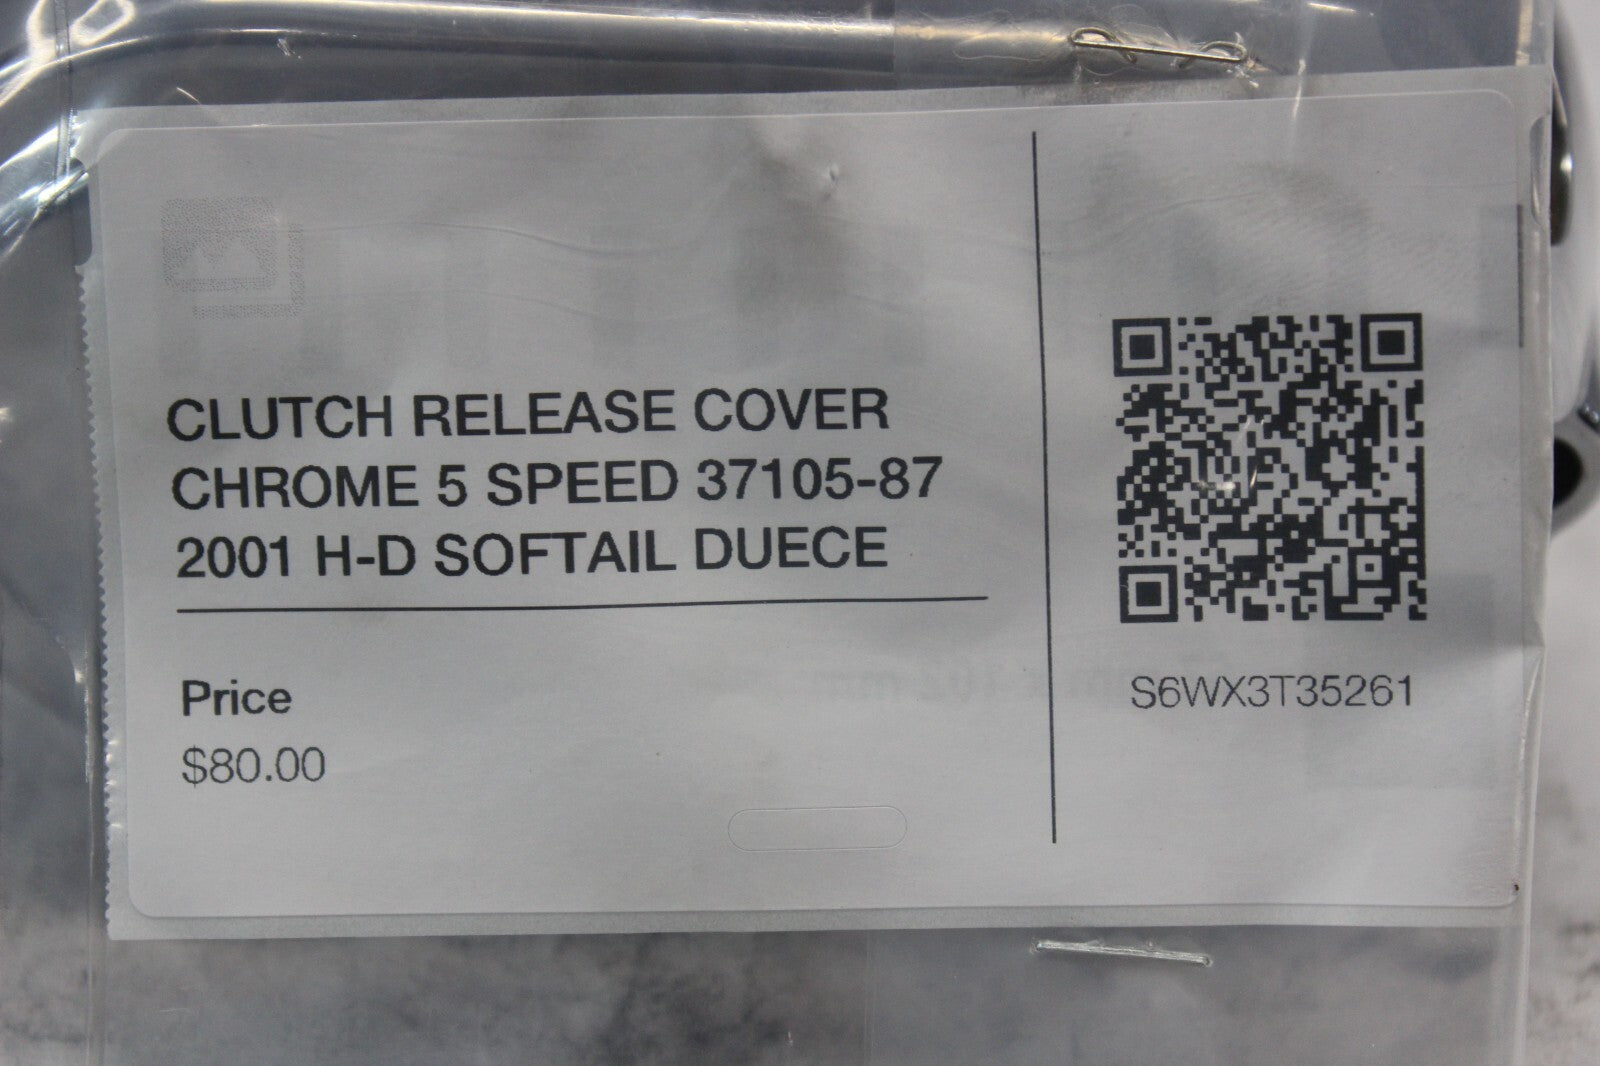 CLUTCH RELEASE COVER
CHROME 5 SPEED 37105-87
2001 H-D SOFTAIL DUECE
Price
$80.00
S6WX3T35261